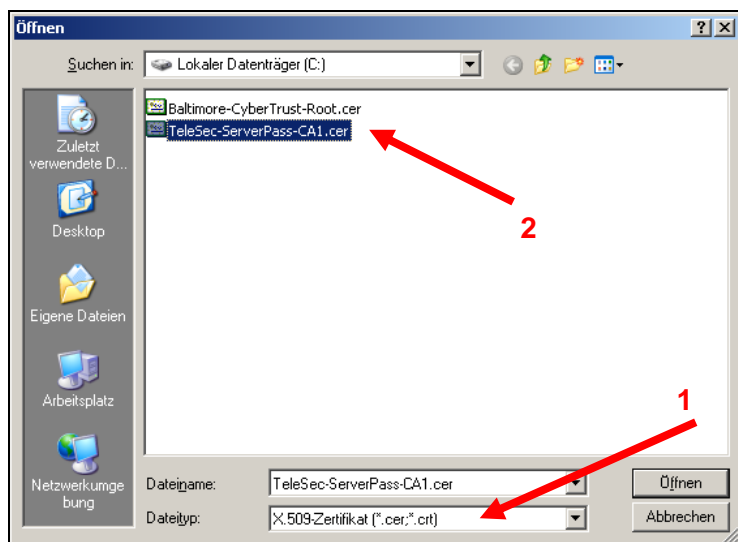 Öffnen
Suchen in:
Lokaler Datenträger (C:)
Baltimore-CyberTrust-Root.cer
TeleSec-ServerPass-CA1.cer
Zuletzt
verwendete D...
Desktop
Eigene Dateien
Arbeitsplatz
Netzwerkumge
bung
2
1
Dateiname:
TeleSec-ServerPass-CA1.cer
Öffnen
Dateityp:
X.509-Zertifikat (*.cer;*.crt)
Abbrechen